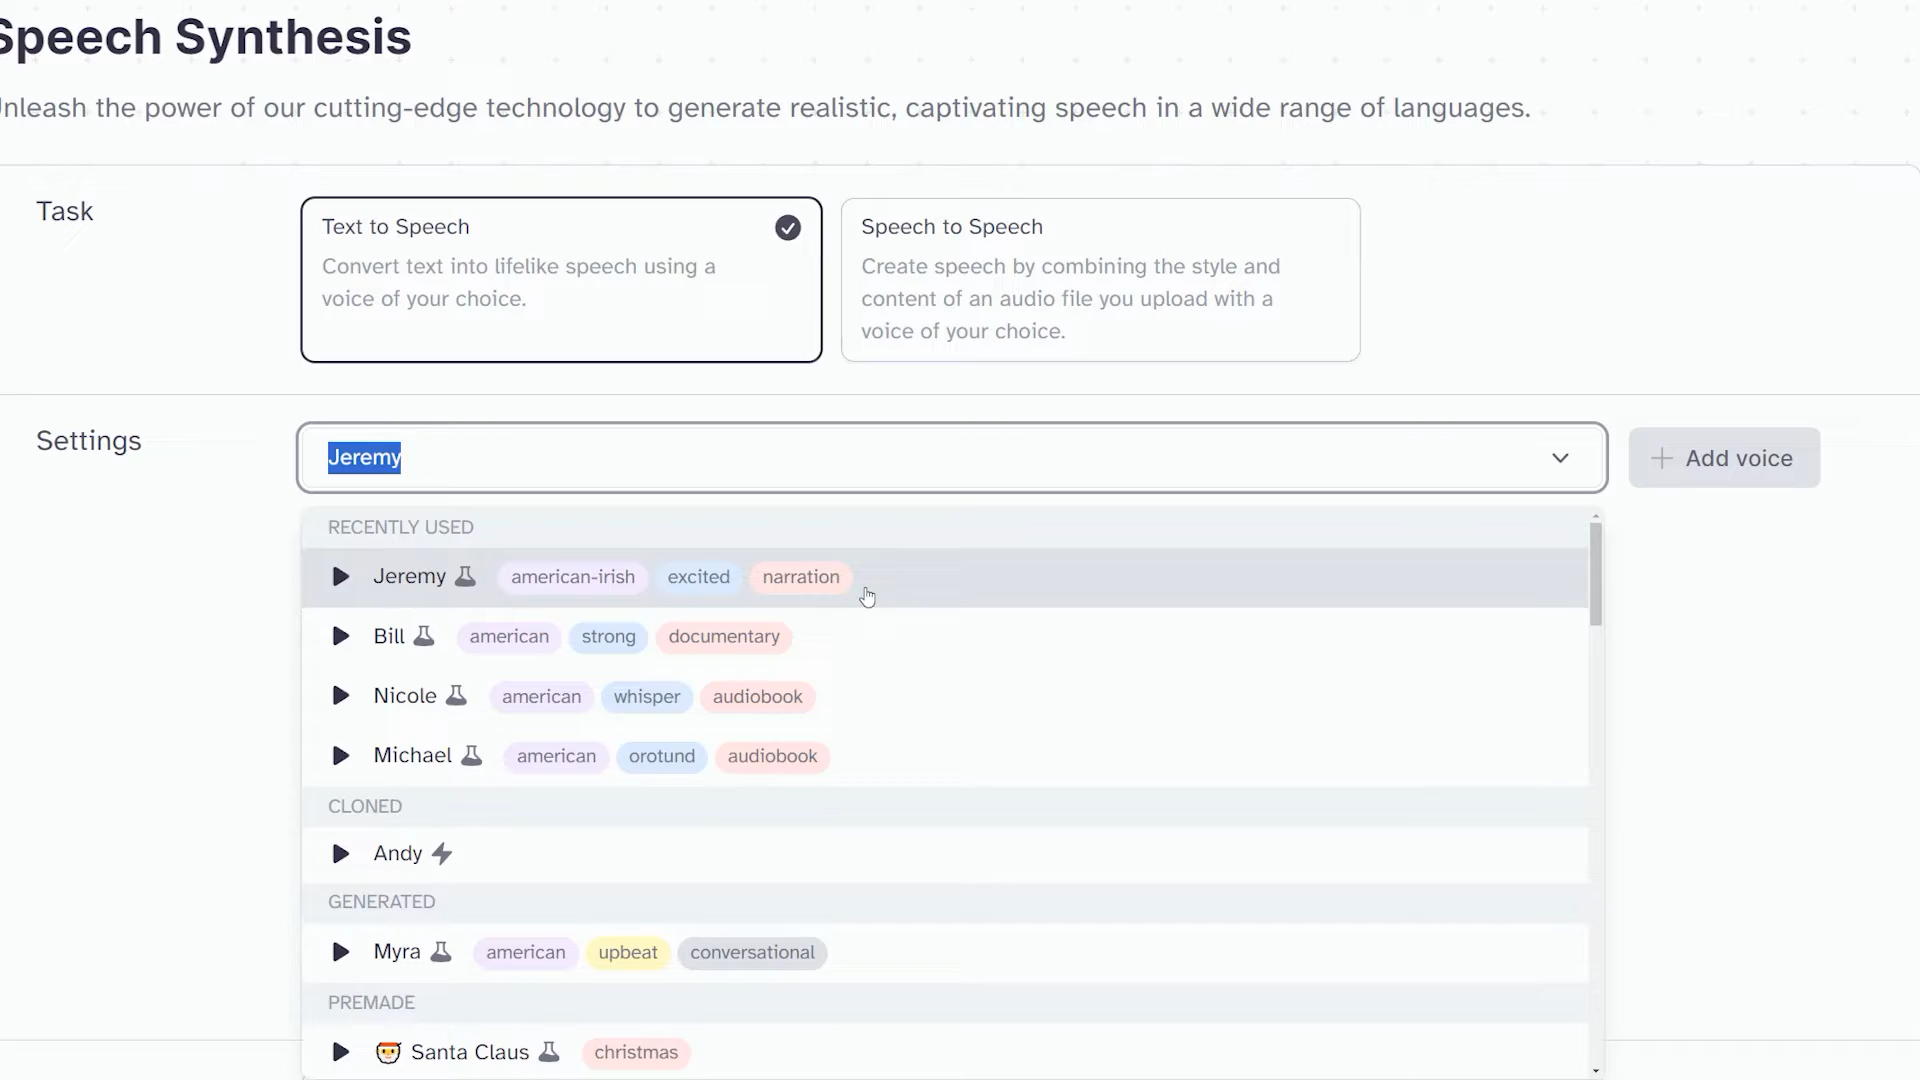 Speech Synthesis
Unleash the power of our cutting-edge technology to generate realistic, captivating speech in a wide range of languages.
Task
Text to Speech
Convert text into lifelike speech using a
voice of your choice.
Speech to Speech
Create speech by combining the style and
content of an audio file you upload with a
voice of your choice.
Settings
Jeremy
Add voice
RECENTLY USED
Jeremy american-irish excited narration
Bill american strong documentary
Nicole american whisper audiobook
Michael american orotund audiobook
CLONED
Andy
GENERATED
Myra american upbeat conversational
PREMADE
Santa Claus christmas